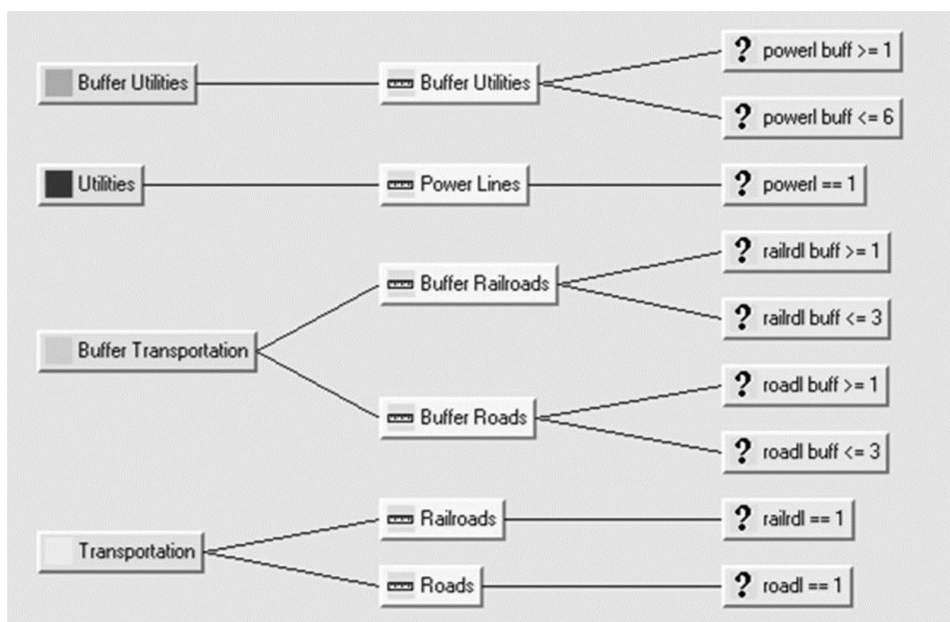 Buffer Utilities
Buffer Utilities
? powerl buff >= 1
? powerl buff <= 6
Utilities
Power Lines
? powerl == 1
Buffer Transportation
Buffer Railroads
? railrdl buff >= 1
? railrdl buff <= 3
Buffer Roads
? roadl buff >= 1
? roadl buff <= 3
Transportation
Railroads
? railrdl == 1
Roads
? roadl == 1